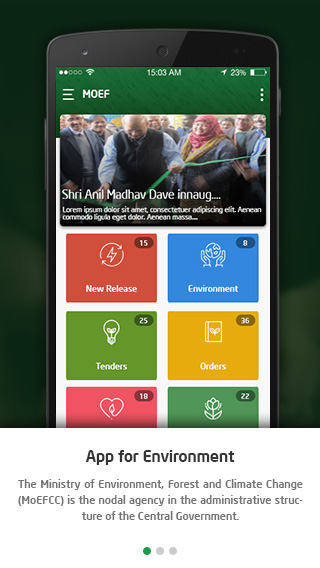 15:03 AM
23%
MOEF
Shri Anil Madhav Dave innaug....
Lorem ipsum dolor sit amet, consectetuer adipiscing elit. Aenean
commodo ligula eget dolor. Aenean massa....
15
New Release
8
Environment
25
Tenders
36
Orders
18
22
App for Environment
The Ministry of Environment, Forest and Climate Change
(MoEFCC) is the nodal agency in the administrative struc-
ture of the Central Government.